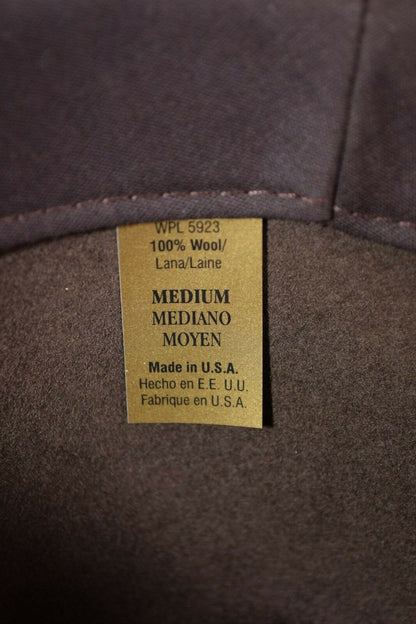 WPL 5923
100% Wool/
Lana/Laine
MEDIUM
MEDIANO
MOYEN
Made in U.S.A.
Hecho en E.E. U.U.
Fabrique en U.S.A.